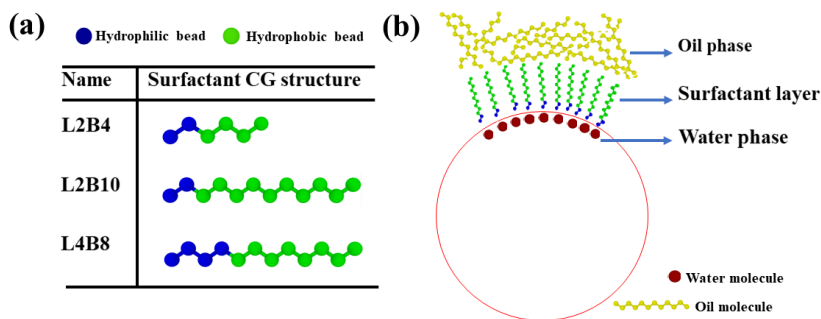 (a)
Hydrophilic bead
Hydrophobic bead
Name
Surfactant CG structure
L2B4
L2B10
L4B8
(b)
Oil phase
Surfactant layer
Water phase
Water molecule
Oil molecule